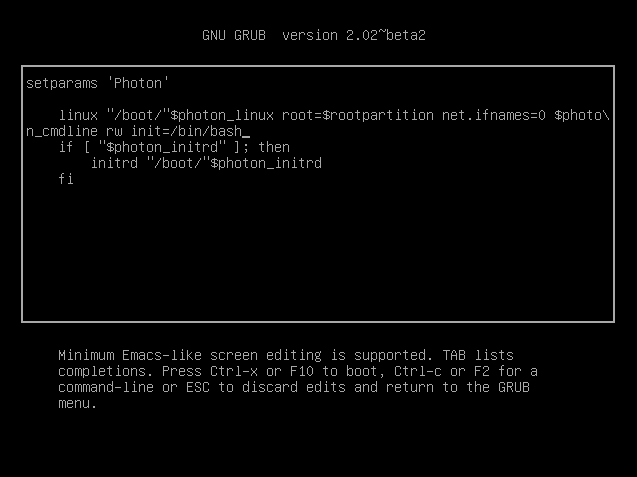 GNU GRUB  version 2.02~beta2
setparams 'Photon'
linux "/boot/"$photon_linux root=$rootpartition net.ifnames=0 $photo\
n_cmdline rw init=/bin/bash_
if [ "$photon_initrd" ]; then
initrd "/boot/"$photon_initrd
fi
Minimum Emacs-like screen editing is supported. TAB lists
completions. Press Ctrl-x or F10 to boot, Ctrl-c or F2 for a
command-line or ESC to discard edits and return to the GRUB
menu.